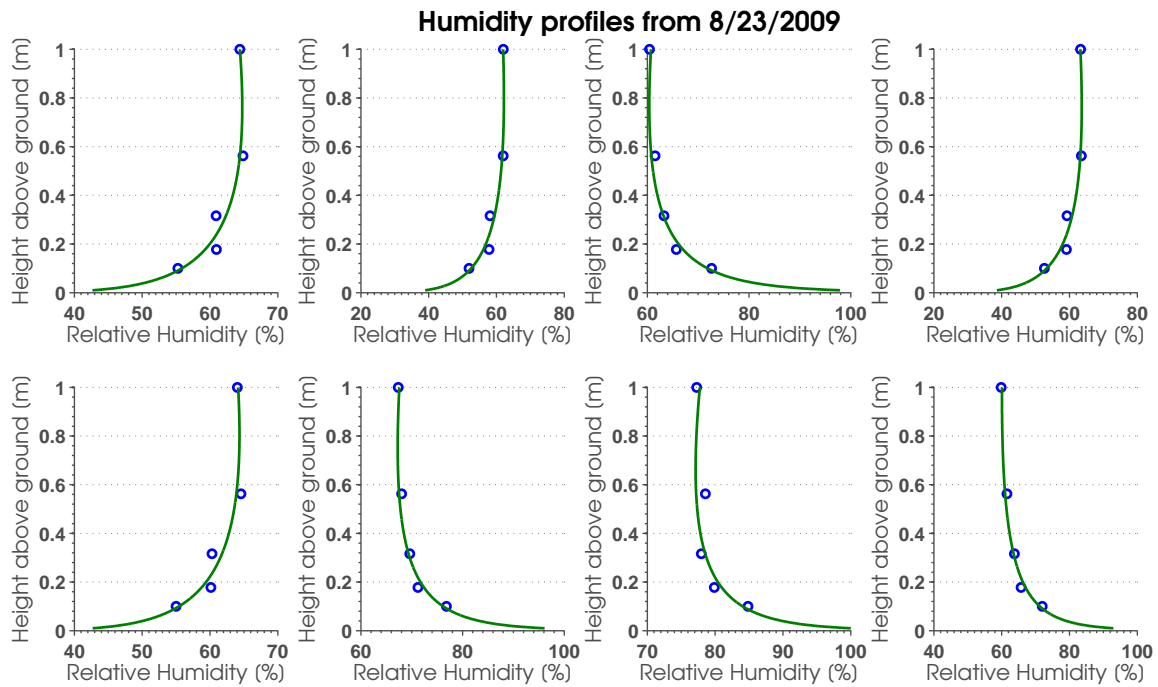 Humidity profiles from 8/23/2009
Height above ground (m)
1
0.8
0.6
0.4
0.2
0
40 50 60 70
Relative Humidity (%)
Height above ground (m)
1
0.8
0.6
0.4
0.2
0
20 40 60 80
Relative Humidity (%)
Height above ground (m)
1
0.8
0.6
0.4
0.2
0
60 70 80 90 100
Relative Humidity (%)
Height above ground (m)
1
0.8
0.6
0.4
0.2
0
20 40 60 80
Relative Humidity (%)
Height above ground (m)
1
0.8
0.6
0.4
0.2
0
40 50 60 70
Relative Humidity (%)
Height above ground (m)
1
0.8
0.6
0.4
0.2
0
60 80 100
Relative Humidity (%)
Height above ground (m)
1
0.8
0.6
0.4
0.2
0
70 80 90 100
Relative Humidity (%)
Height above ground (m)
1
0.8
0.6
0.4
0.2
0
40 60 80 100
Relative Humidity (%)